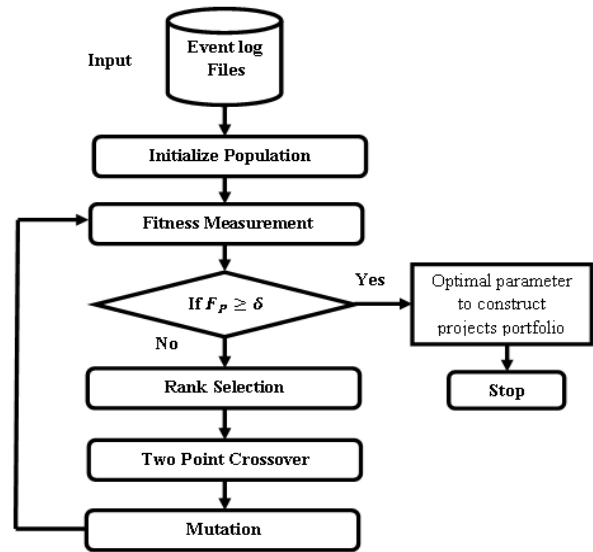 Input
Event log
Files
Initialize Population
Fitness Measurement
If F_P ≥ δ
Yes
Optimal parameter
to construct
projects portfolio
Stop
No
Rank Selection
Two Point Crossover
Mutation